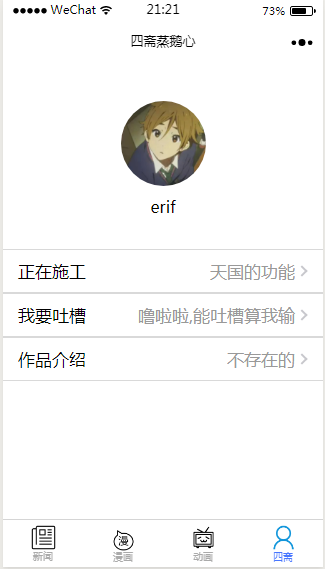 WeChat 21:21 73%
四斋蒸鹅心
erif
正在施工 天国的功能
我要吐槽 噜啦啦,能吐槽算我输
作品介绍 不存在的
漫
新闻 漫画 动画 四斋